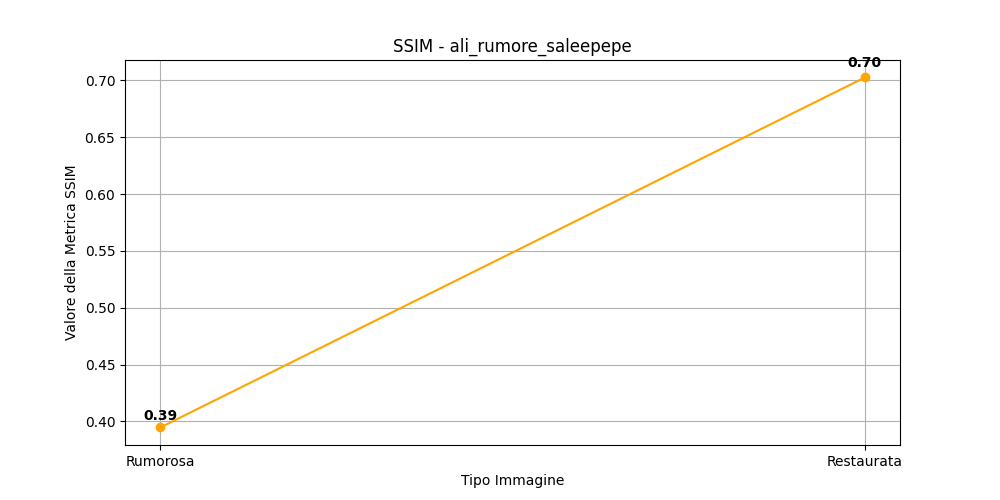 SSIM - ali_rumore_saleepepe
0.70
0.70
0.65
0.60
0.55
0.50
0.45
0.40
0.39
Valore della Metrica SSIM
Rumorosa
Restaurata
Tipo Immagine